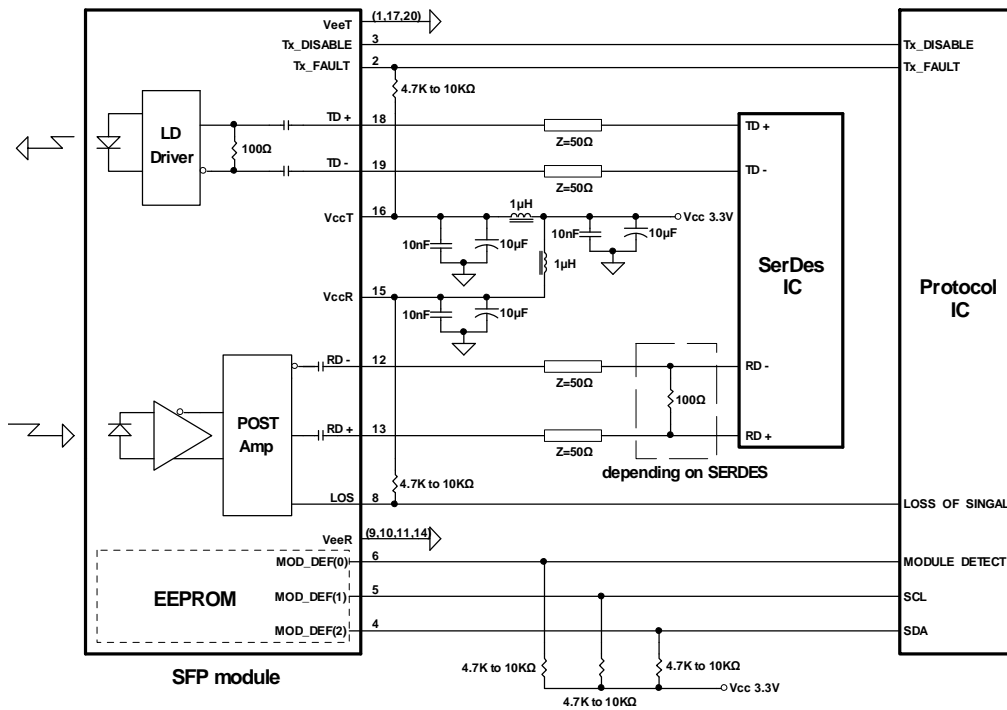 VeeT (1,17,20)
Tx_DISABLE 3 Tx_DISABLE
Tx_FAULT 2 Tx_FAULT
4.7K to 10KΩ
LD
Driver
100Ω
TD + 18 Z=50Ω TD +
TD - 19 Z=50Ω TD -
1µH
VccT 16 Vcc 3.3V
10nF 10µF 10nF 10µF
1µH
VccR 15
10nF 10µF
SerDes
IC
Protocol
IC
RD - 12 Z=50Ω RD -
100Ω
POST
Amp
RD + 13 Z=50Ω RD +
depending on SERDES
4.7K to 10KΩ
LOS 8 LOSS OF SINGAL
VeeR (9,10,11,14)
MOD_DEF(0) 6 MODULE DETECT
EEPROM
MOD_DEF(1) 5 SCL
MOD_DEF(2) 4 SDA
4.7K to 10KΩ 4.7K to 10KΩ
SFP module
4.7K to 10KΩ
Vcc 3.3V